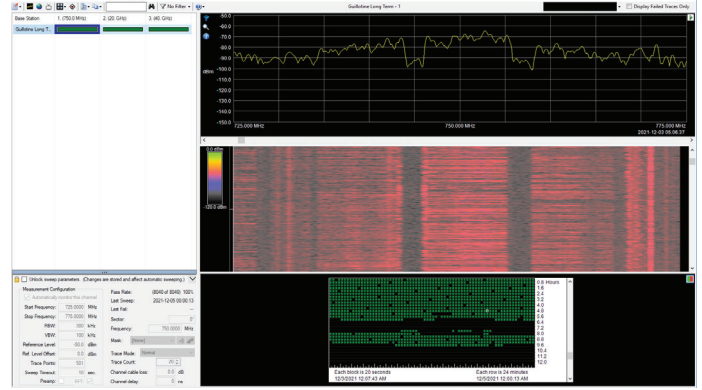 No Filter
Guillotine Long Term - 1
Display Failed Traces Only
Base Station
1. (750.0 MHz)
2. (20. GHz)
3. (40. GHz)
Guillotine Long T...
-50.0
-60.0
-70.0
-80.0
-90.0
dBm
-100.0
-110.0
-120.0
-130.0
-140.0
-150.0
725.000 MHz
750.000 MHz
775.000 MHz
2021-12-03 05:06:37
0.0 dBm
-120.0 dBm
Unlock sweep parameters (Changes are stored and affect automatic sweeping.)
Measurement Configuration
Automatically monitor this channel
Start Frequency: 725.0000 MHz
Stop Frequency: 775.0000 MHz
RBW: 300 kHz
VBW: 100 kHz
Reference Level: -50.0 dBm
Ref. Level Offset: 0.0 dBm
Trace Points: 551
Sweep Timeout: 10 sec
Preamp:
Pass Rate: (8040 of 8040) 100%
Last Sweep: 2021-12-05 00:00:13
Last Fail: ---
Sector: 0°
Frequency: 750.0000 MHz
Mask: [None]
Trace Mode: Normal
Trace Count: 20
Channel cable loss: 0.0 dB
Channel delay: 0 ns
0.8 Hours
1.6
2.4
3.2
4.0
4.8
5.6
6.4
7.2
8.0
8.8
9.6
10.4
11.2
12.0
Each block is 20 seconds
Each line is 24 minutes
12/3/2021 12:07:43 AM
12/5/2021 12:00:13 AM